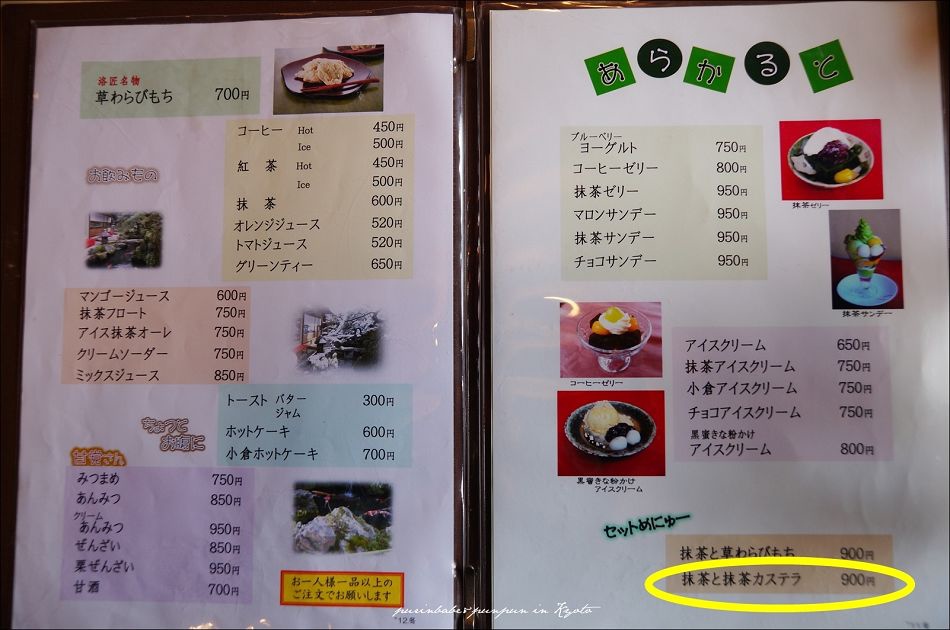 洛匠名物
草わらびもち 700円
お飲みもの
コーヒー Hot 450円
Ice 500円
紅 茶 Hot 450円
Ice 500円
抹 茶 600円
オレンジジュース 520円
トマトジュース 520円
グリーンティー 650円
マンゴージュース 600円
抹茶フロート 750円
アイス抹茶オーレ 750円
クリームソーダー 750円
ミックスジュース 850円
ちょっと
お腹に
トースト バター 300円
ジャム
ホットケーキ 600円
小倉ホットケーキ 700円
甘党さん
みつまめ 750円
あんみつ 850円
クリーム
あんみつ 950円
ぜんざい 850円
栗ぜんざい 950円
甘酒 700円
お一人様一品以上の
ご注文でお願いします
'12.冬
あらかると
ブルーベリー
ヨーグルト 750円
コーヒーゼリー 800円
抹茶ゼリー 950円
マロンサンデー 950円
抹茶サンデー 950円
チョコサンデー 950円
抹茶ゼリー
抹茶サンデー
コーヒーゼリー
黒蜜きな粉かけ
アイスクリーム
アイスクリーム 650円
抹茶アイスクリーム 750円
小倉アイスクリーム 750円
チョコアイスクリーム 750円
黒蜜きな粉かけ
アイスクリーム 800円
セットめにゅー
抹茶と草わらびもち 900円
抹茶と抹茶カステラ 900円
purinbabe&punpun in Kyoto